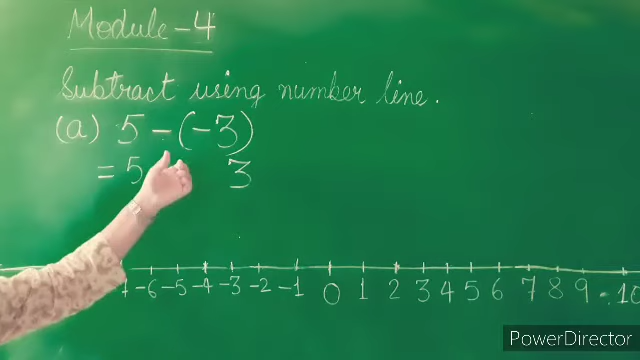 Module-4
Subtract using number line.
(a) 5-(-3)
= 5 3
-6 -5 -4 -3 -2 -1 0 1 2 3 4 5 6 7 8 9 10
PowerDirector